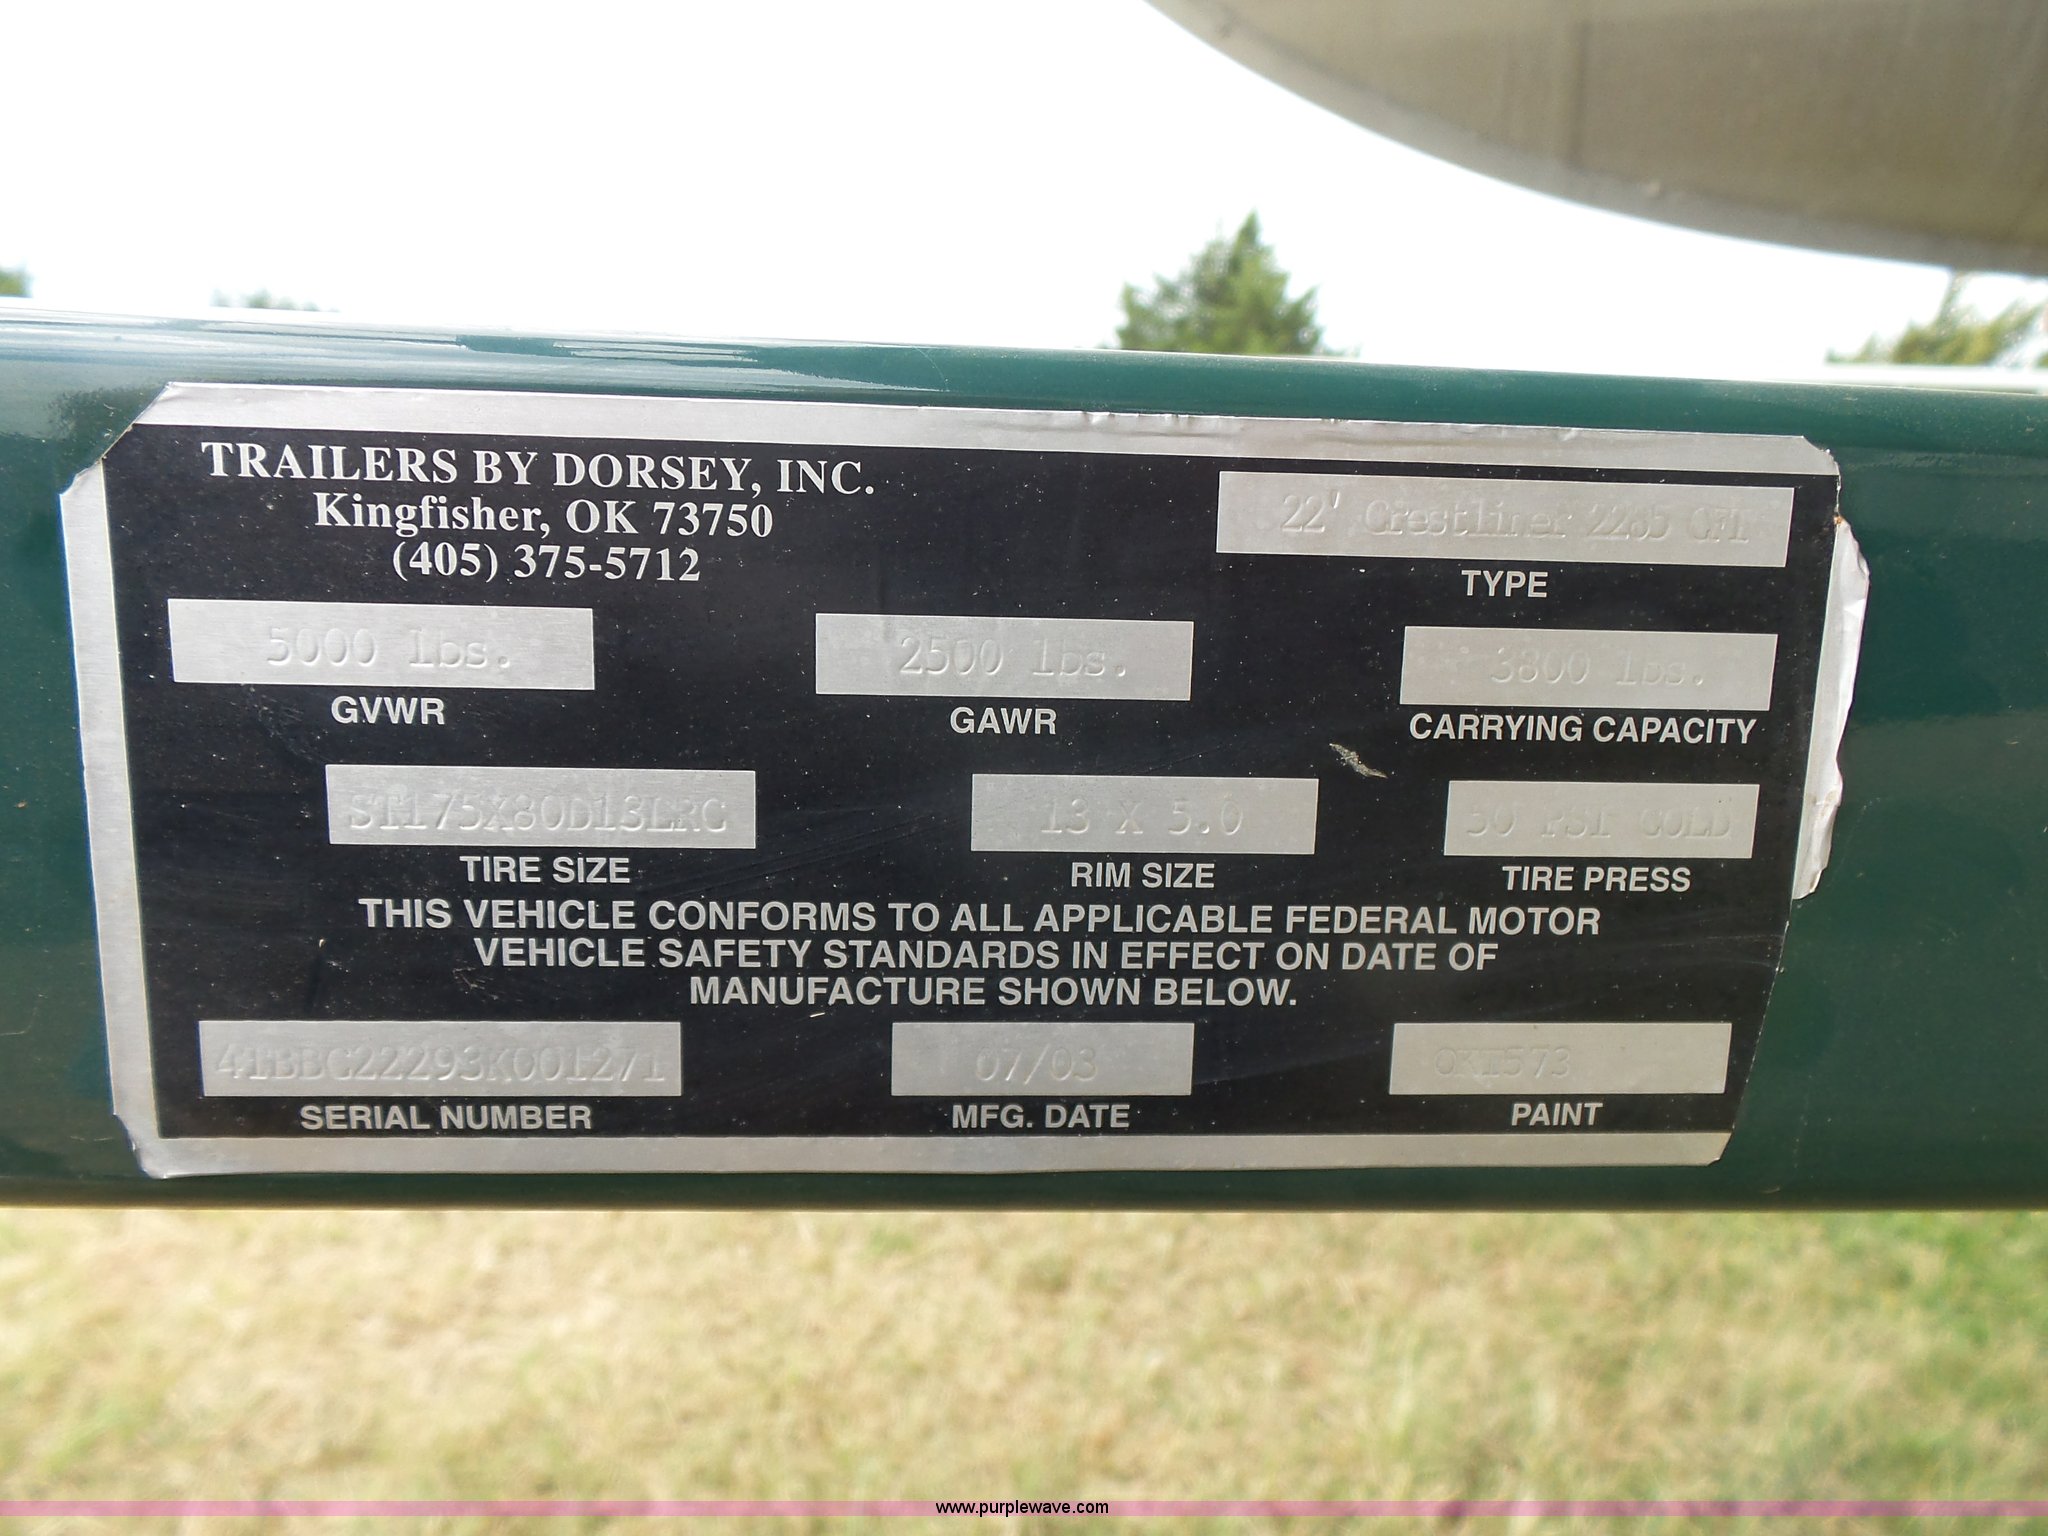 TRAILERS BY DORSEY, INC.
Kingfisher, OK 73750
(405) 375-5712
22' Crestliner 2285 CFI
TYPE
5000 lbs.
GVWR
2500 lbs.
GAWR
3800 lbs.
CARRYING CAPACITY
ST175X80D13LRC
TIRE SIZE
13 X 5.0
RIM SIZE
50 PSI COLD
TIRE PRESS
THIS VEHICLE CONFORMS TO ALL APPLICABLE FEDERAL MOTOR
VEHICLE SAFETY STANDARDS IN EFFECT ON DATE OF
MANUFACTURE SHOWN BELOW.
41BBC22293K001271
SERIAL NUMBER
07/03
MFG. DATE
PAINT
www.purplewave.com